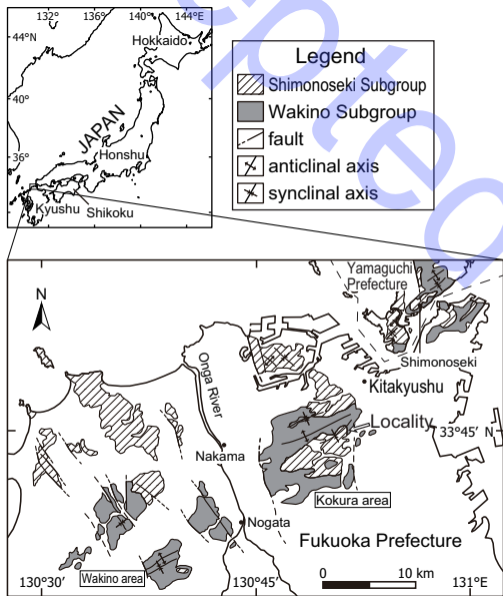 132° 136° 140° 144°E
44°N
Hokkaido
40°
JAPAN
Honshu
36°
Kyushu
Shikoku
Legend
Shimonoseki Subgroup
Wakino Subgroup
fault
anticlinal axis
synclinal axis
Yamaguchi
Prefecture
N
Shimonoseki
Onga River
Kitakyushu
Locality
33°45′
Nakama
Kokura area
Nogata
Fukuoka Prefecture
Wakino area
0 10 km
130°30′ 130°45′ 131°E